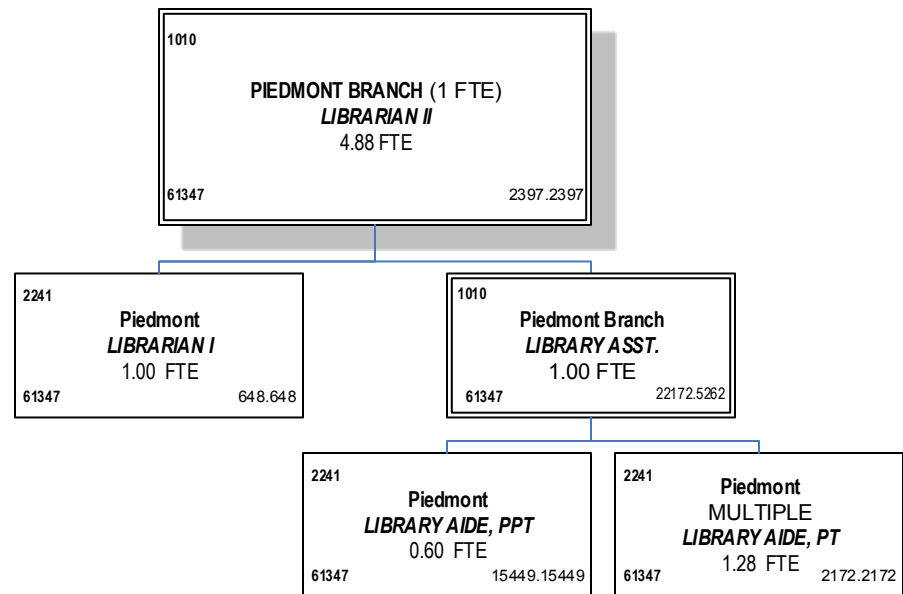 1010
PIEDMONT BRANCH (1 FTE)
LIBRARIAN II
4.88 FTE
61347 2397.2397
2241
Piedmont
LIBRARIAN I
1.00 FTE
61347 648.648
1010
Piedmont Branch
LIBRARY ASST.
1.00 FTE
61347 22172.5262
2241
Piedmont
LIBRARY AIDE, PPT
0.60 FTE
61347 15449.15449
2241
Piedmont
MULTIPLE
LIBRARY AIDE, PT
1.28 FTE
61347 2172.2172